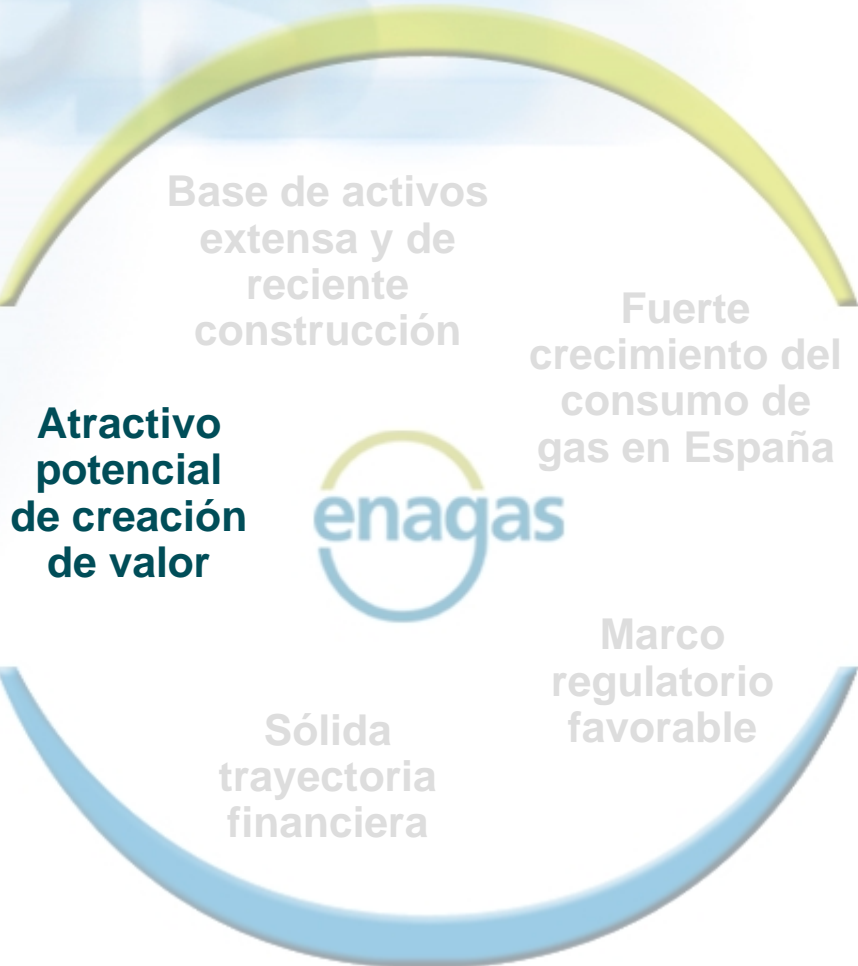 Base de activos
extensa y de
reciente
construcción
Fuerte
crecimiento del
consumo de
gas en España
Atractivo
potencial
de creación
de valor
enagas
Marco
regulatorio
favorable
Sólida
trayectoria
financiera